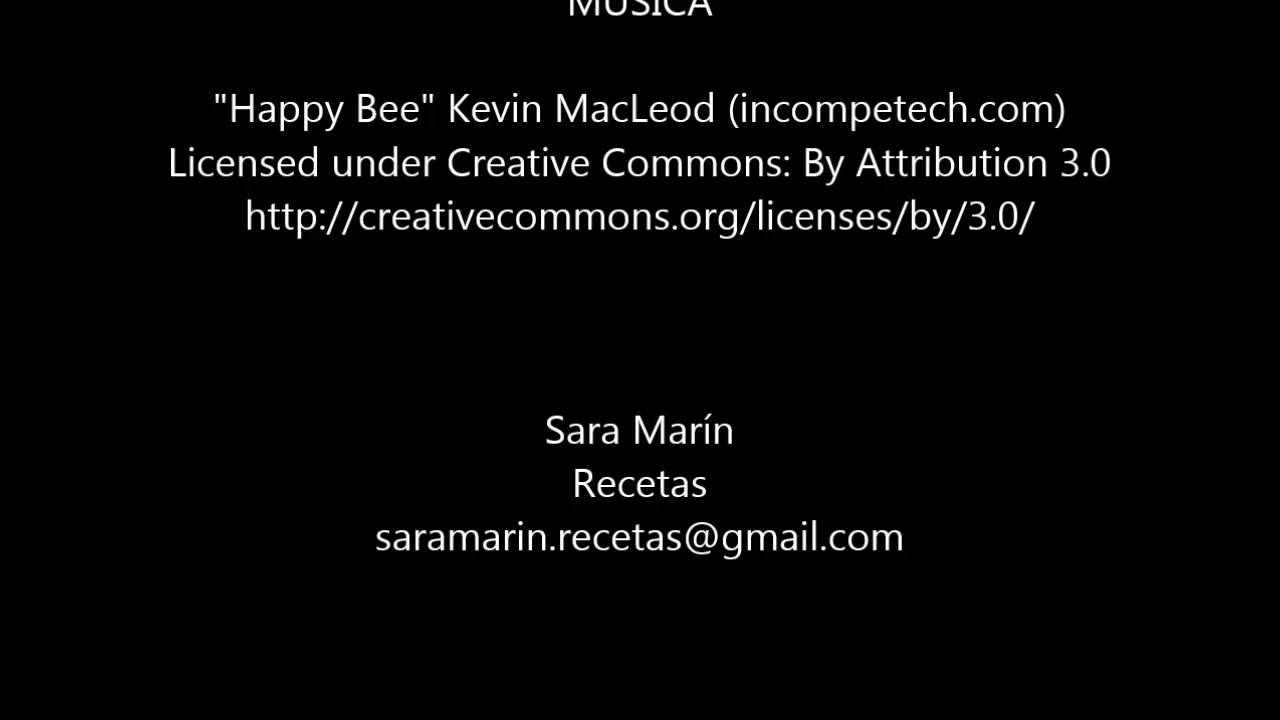 MÚSICA
"Happy Bee" Kevin MacLeod (incompetech.com)
Licensed under Creative Commons: By Attribution 3.0
http://creativecommons.org/licenses/by/3.0/
Sara Marín
Recetas
saramarin.recetas@gmail.com